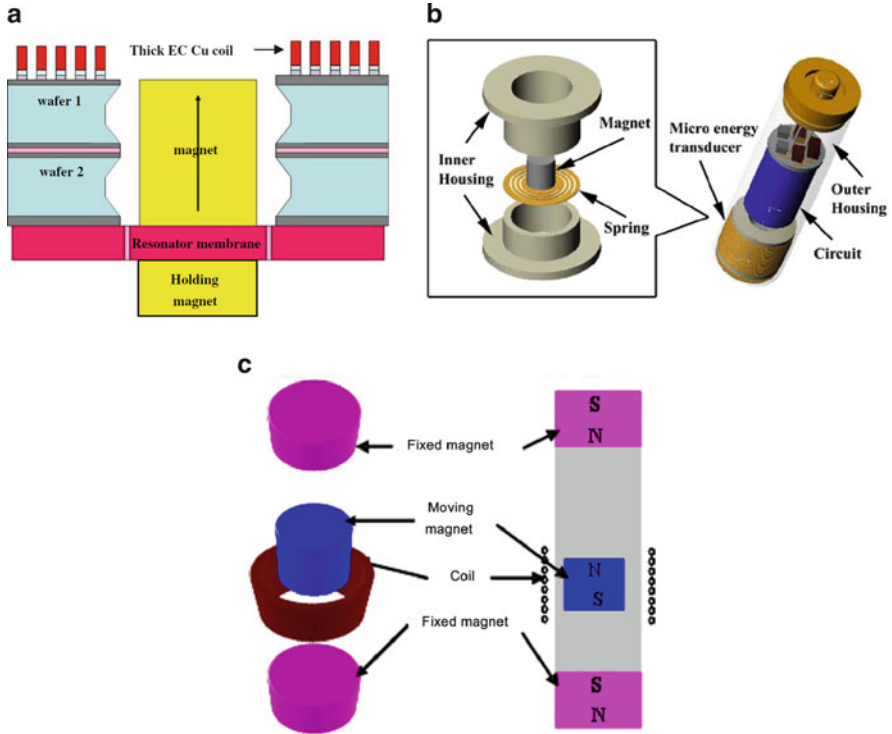 a
Thick EC Cu coil
wafer 1
magnet
wafer 2
Resonator membrane
Holding
magnet
b
Magnet
Inner
Housing
Spring
Micro energy
transducer
Outer
Housing
Circuit
c
S
Fixed magnet
N
Moving
magnet
N
Coil
S
Fixed magnet
S
N